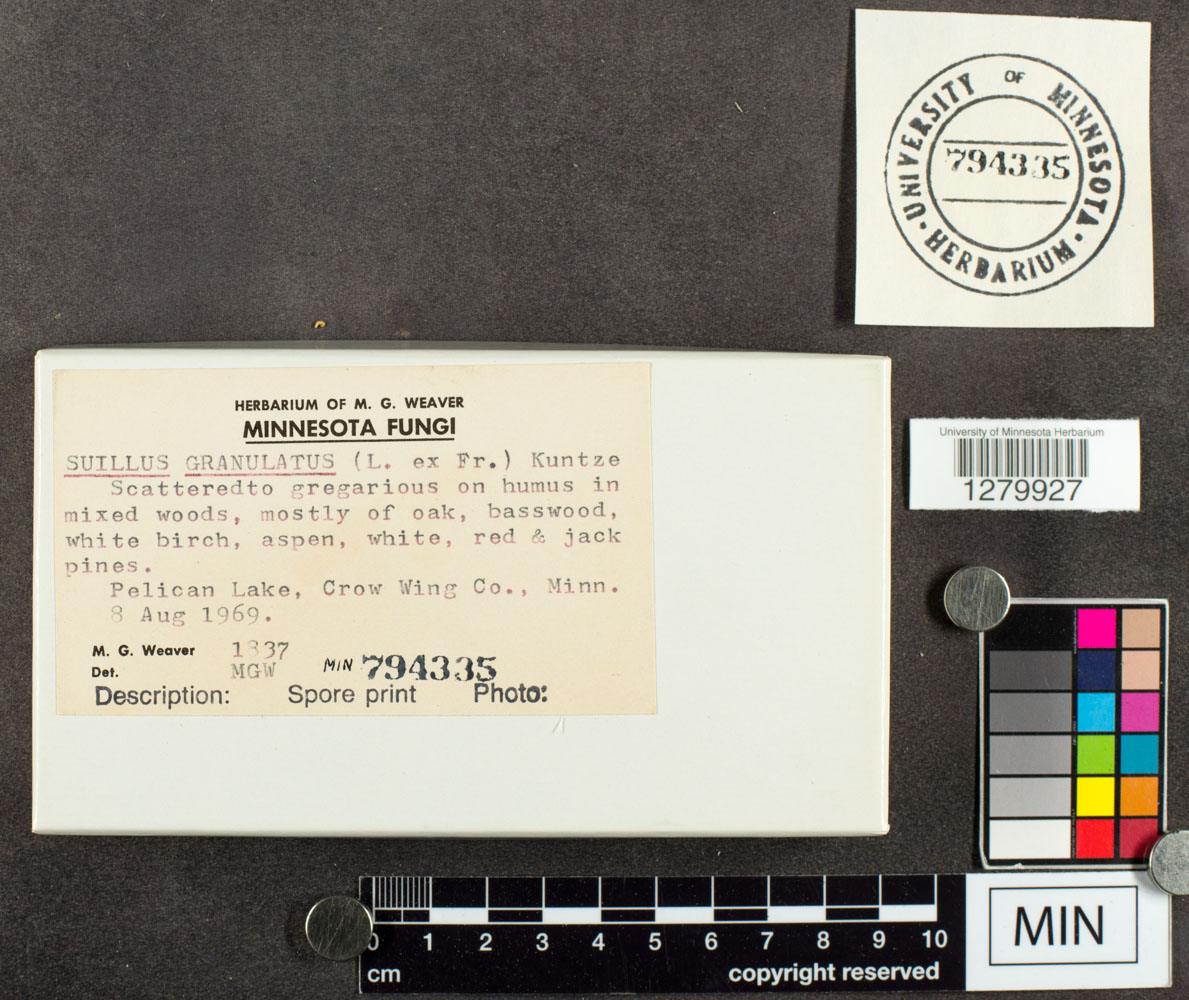 UNIVERSITY OF MINNESOTA
794335
· HERBARIUM ·
HERBARIUM OF M. G. WEAVER
MINNESOTA FUNGI
SUILLUS GRANULATUS (L. ex Fr.) Kuntze
Scatteredto gregarious on humus in
mixed woods, mostly of oak, basswood,
white birch, aspen, white, red & jack
pines.
Pelican Lake, Crow Wing Co., Minn.
8 Aug 1969.
M. G. Weaver 1837
Det. MGW MIN 794335
Description: Spore print Photo:
University of Minnesota Herbarium
1279927
0 1 2 3 4 5 6 7 8 9 10
cm copyright reserved
MIN